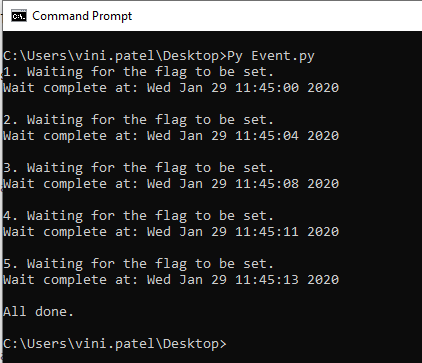 Command Prompt
C:\Users\vini.patel\Desktop>Py Event.py
1. Waiting for the flag to be set.
Wait complete at: Wed Jan 29 11:45:00 2020
2. Waiting for the flag to be set.
Wait complete at: Wed Jan 29 11:45:04 2020
3. Waiting for the flag to be set.
Wait complete at: Wed Jan 29 11:45:08 2020
4. Waiting for the flag to be set.
Wait complete at: Wed Jan 29 11:45:11 2020
5. Waiting for the flag to be set.
Wait complete at: Wed Jan 29 11:45:13 2020
All done.
C:\Users\vini.patel\Desktop>